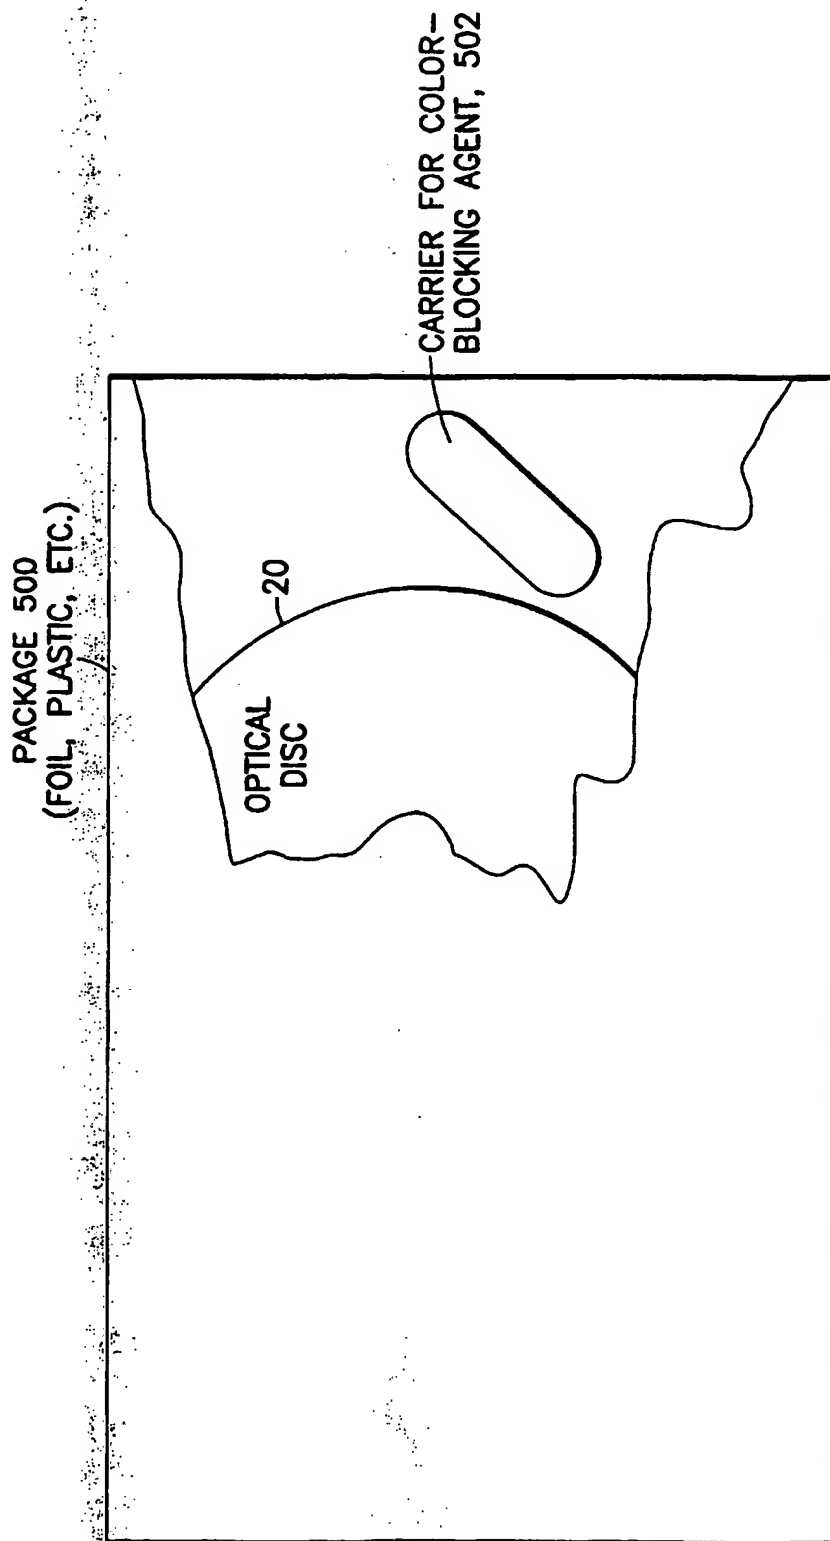 PACKAGE 500
(FOIL, PLASTIC, ETC.)
20
OPTICAL
DISC
CARRIER FOR COLOR-
BLOCKING AGENT, 502